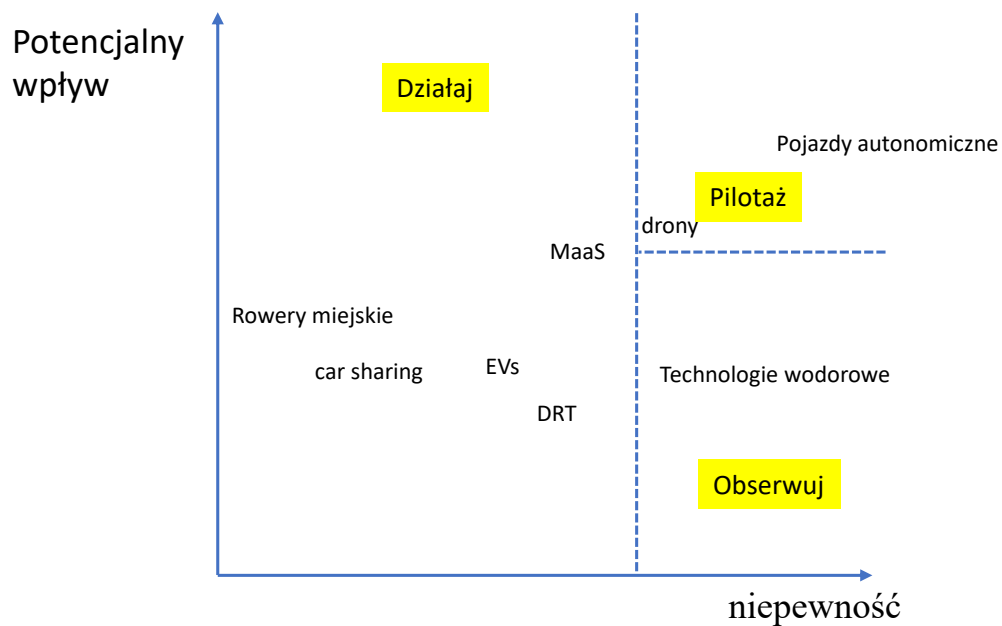 Potencjalny
wpływ
Działaj
Pojazdy autonomiczne
Pilotaż
drony
MaaS
Rowery miejskie
car sharing
EVs
Technologie wodorowe
DRT
Obserwuj
niepewność